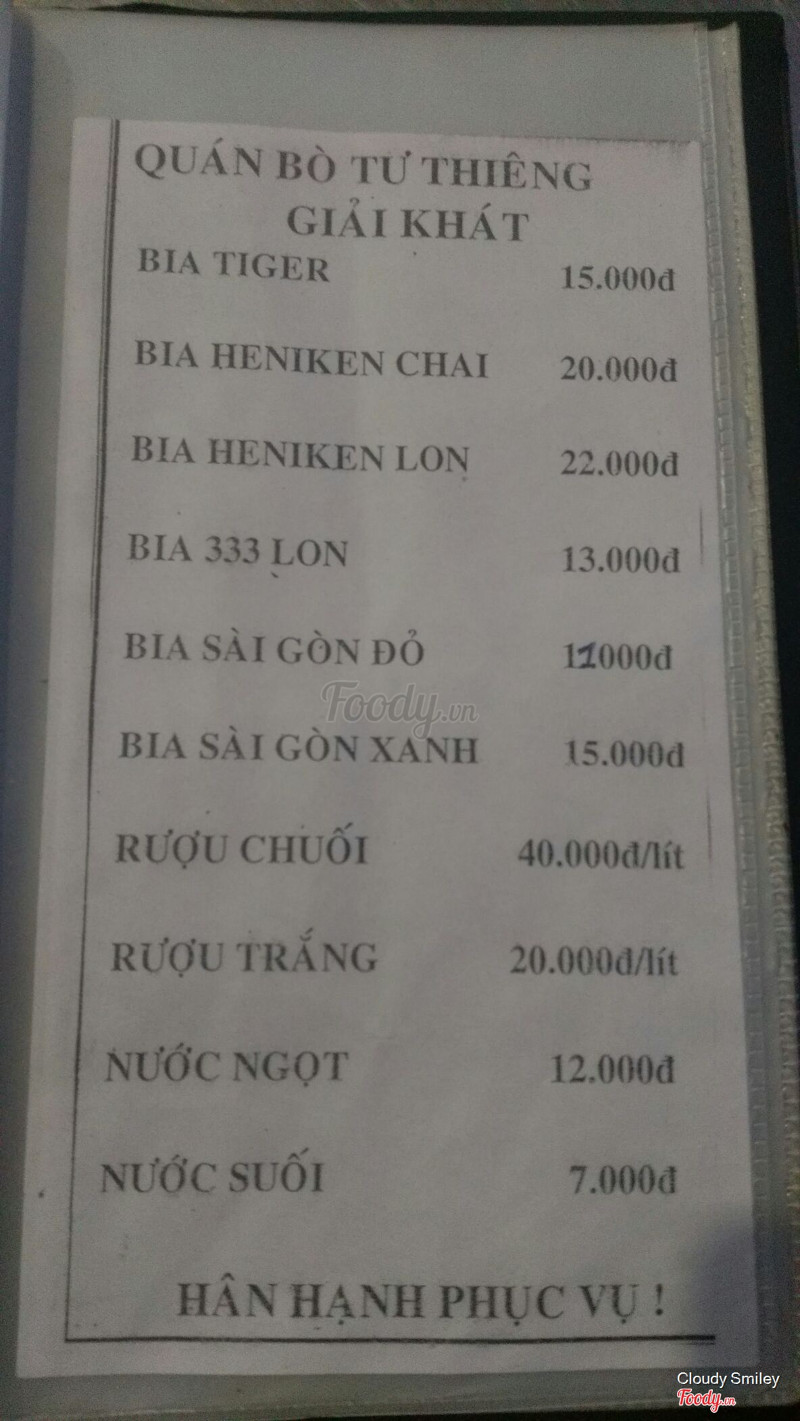 QUÁN BÒ TƯ THIÊNG
GIẢI KHÁT
BIA TIGER 15.000đ
BIA HENIKEN CHAI 20.000đ
BIA HENIKEN LON 22.000đ
BIA 333 LON 13.000đ
BIA SÀI GÒN ĐỎ 11000đ
Foody.vn
BIA SÀI GÒN XANH 15.000đ
RƯỢU CHUỐI 40.000đ/lít
RƯỢU TRẮNG 20.000đ/lít
NƯỚC NGỌT 12.000đ
NƯỚC SUỐI 7.000đ
HÂN HẠNH PHỤC VỤ !
Cloudy Smiley
Foody.vn